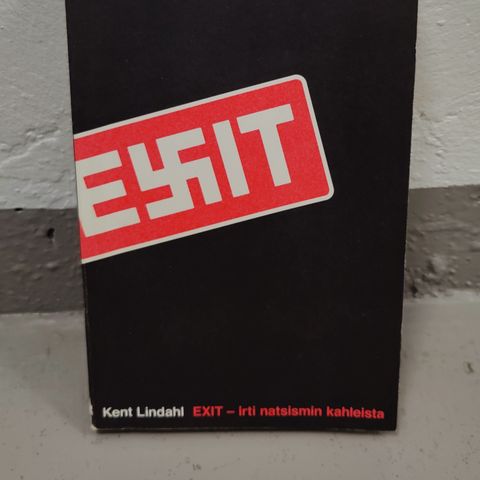 EXIT
Kent Lindahl EXIT – irti natsismin kahleista